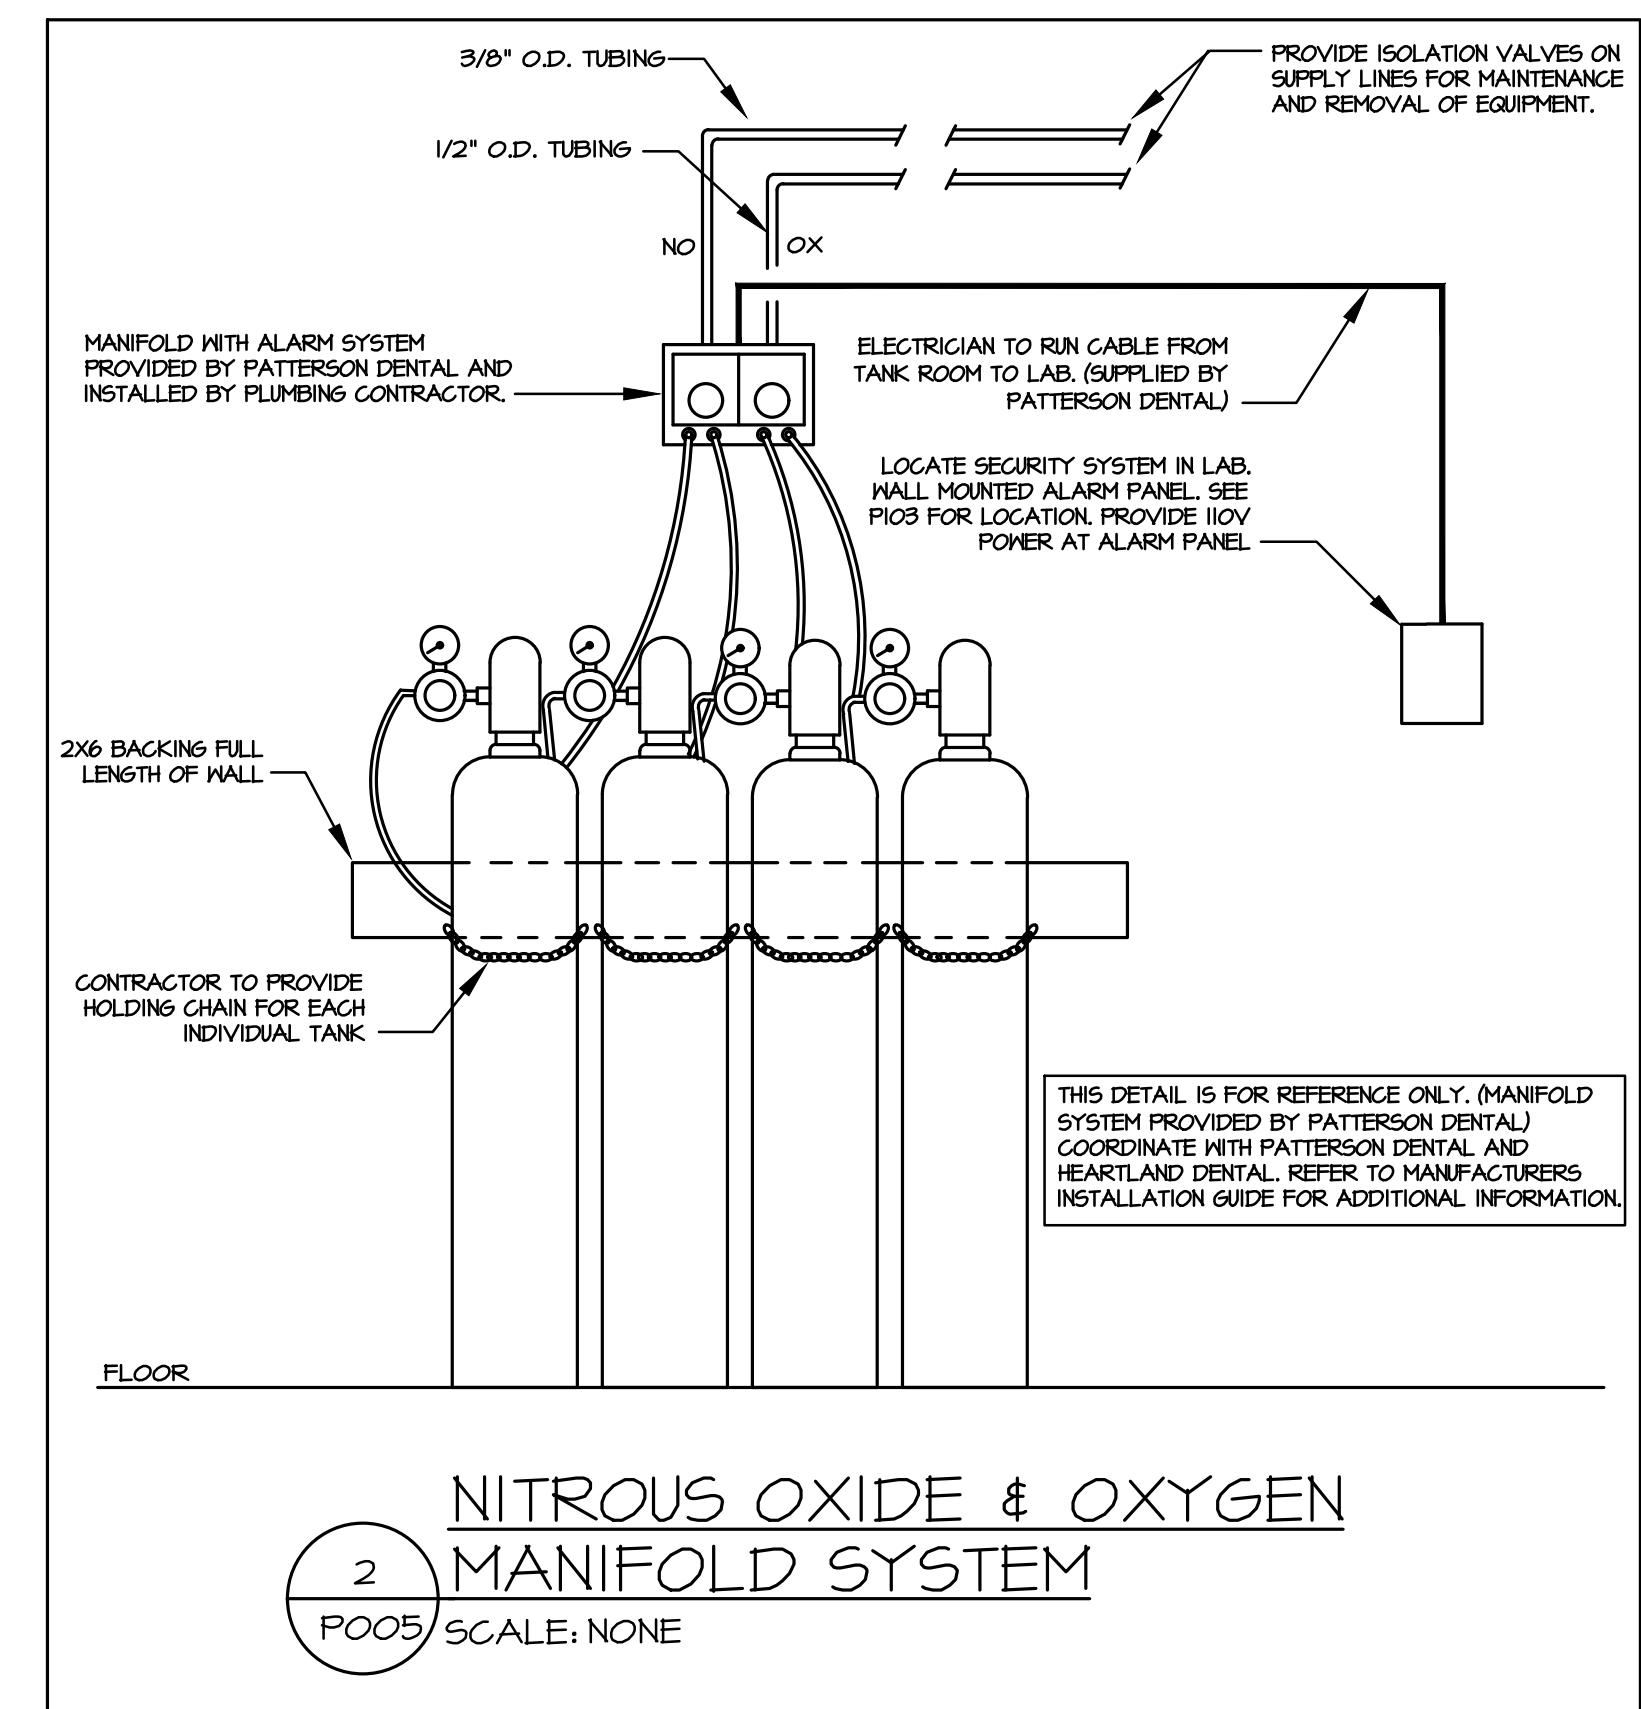 3/8" O.D. TUBING
PROVIDE ISOLATION VALVES ON
SUPPLY LINES FOR MAINTENANCE
AND REMOVAL OF EQUIPMENT.
1/2" O.D. TUBING
NO
OX
MANIFOLD WITH ALARM SYSTEM
PROVIDED BY PATTERSON DENTAL AND
INSTALLED BY PLUMBING CONTRACTOR.
ELECTRICIAN TO RUN CABLE FROM
TANK ROOM TO LAB. (SUPPLIED BY
PATTERSON DENTAL)
LOCATE SECURITY SYSTEM IN LAB.
WALL MOUNTED ALARM PANEL. SEE
P103 FOR LOCATION. PROVIDE 110V
POWER AT ALARM PANEL
2X6 BACKING FULL
LENGTH OF WALL
CONTRACTOR TO PROVIDE
HOLDING CHAIN FOR EACH
INDIVIDUAL TANK
THIS DETAIL IS FOR REFERENCE ONLY. (MANIFOLD
SYSTEM PROVIDED BY PATTERSON DENTAL)
COORDINATE WITH PATTERSON DENTAL AND
HEARTLAND DENTAL. REFER TO MANUFACTURERS
INSTALLATION GUIDE FOR ADDITIONAL INFORMATION.
FLOOR
NITROUS OXIDE & OXYGEN
MANIFOLD SYSTEM
2
P005
SCALE: NONE